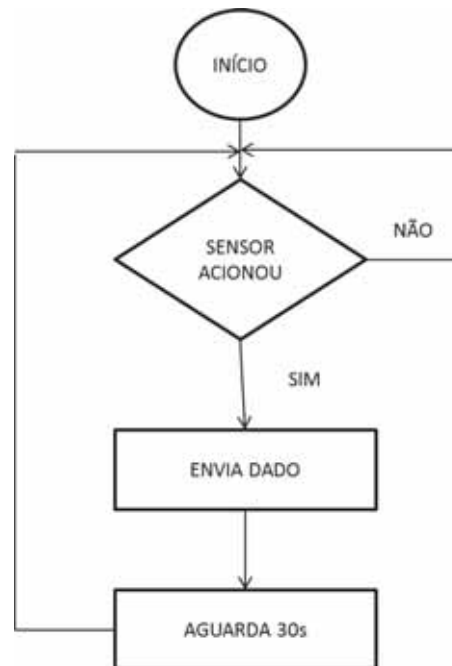 INÍCIO
SENSOR
ACIONOU
NÃO
SIM
ENVIA DADO
AGUARDA 30s